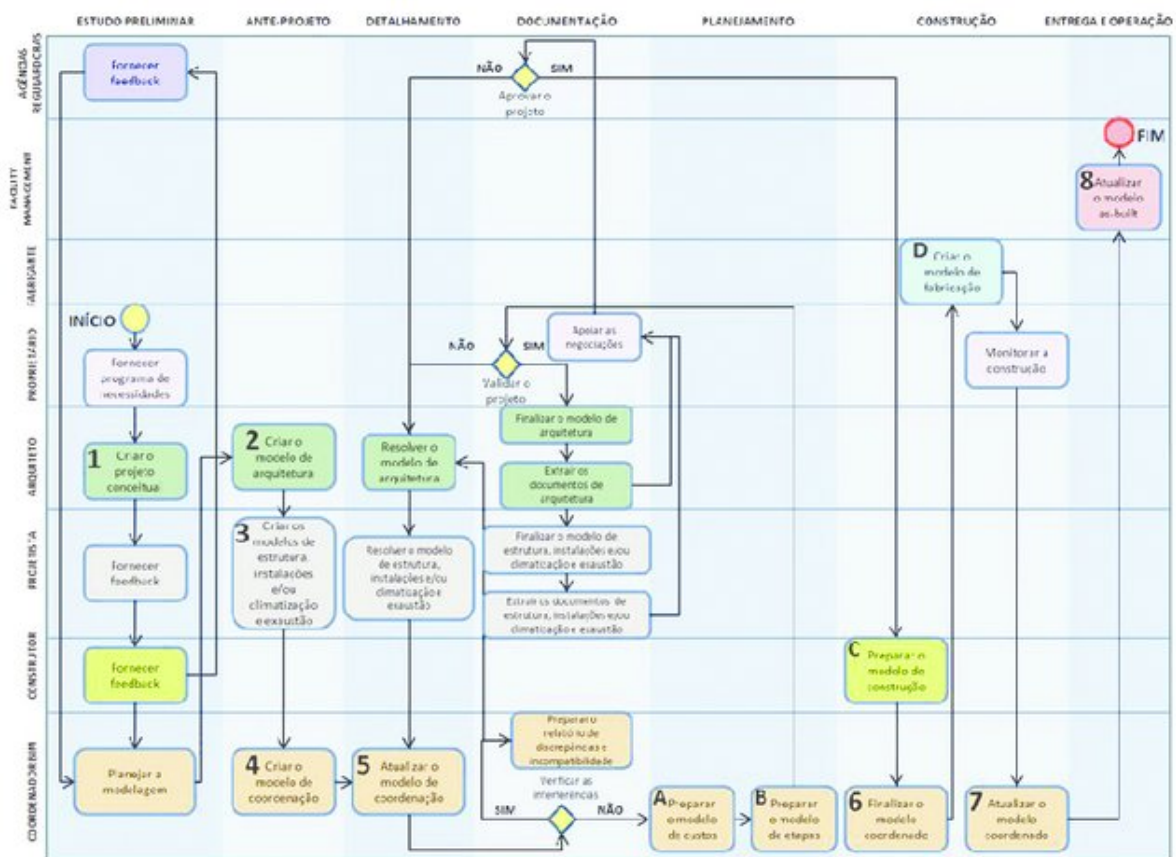 ESTUDO PRELIMINAR
ANTE-PROJETO
DETALHAMENTO
DOCUMENTAÇÃO
PLANEJAMENTO
CONSTRUÇÃO
ENTREGA E OPERAÇÃO
AGÊNCIAS
REGULADORAS
Fornecer
feedback
NÃO
SIM
Aprovar o
projeto
FACILITY
MANAGEMENT
FIM
8 Atualizar
o modelo
as-built
FABRICANTE
D Criar o
modelo de
fabricação
PROPRIETÁRIO
INÍCIO
Fornecer
programa de
necessidades
NÃO
SIM
Validar o
projeto
Apoiar as
negociações
Monitorar a
construção
ARQUITETO
1 Criar o
projeto
conceitual
2 Criar o
modelo de
arquitetura
Resolver o
modelo de
arquitetura
Finalizar o modelo de
arquitetura
Extrair os
documentos de
arquitetura
PROJETISTA
Fornecer
feedback
3 Criar os
modelos de
estrutura,
instalações
e/ou
climatização
e exaustão
Resolver o modelo
de estrutura,
instalações e/ou
climatização e
exaustão
Finalizar o modelo de
estrutura, instalações e/ou
climatização e exaustão
Extrair os documentos de
estrutura, instalações e/ou
climatização e exaustão
CONSTRUTOR
Fornecer
feedback
C Preparar o
modelo de
construção
COORDENADOR BIM
Planejar a
modelagem
4 Criar o
modelo de
coordenação
5 Atualizar o
modelo de
coordenação
Preparar o
relatório de
discrepâncias e
incompatibilidade
Verificar as
interferências
SIM
NÃO
A Preparar
o modelo
de custos
B Preparar
o modelo
de etapas
6 Finalizar o
modelo
coordenado
7 Atualizar o
modelo
coordenado